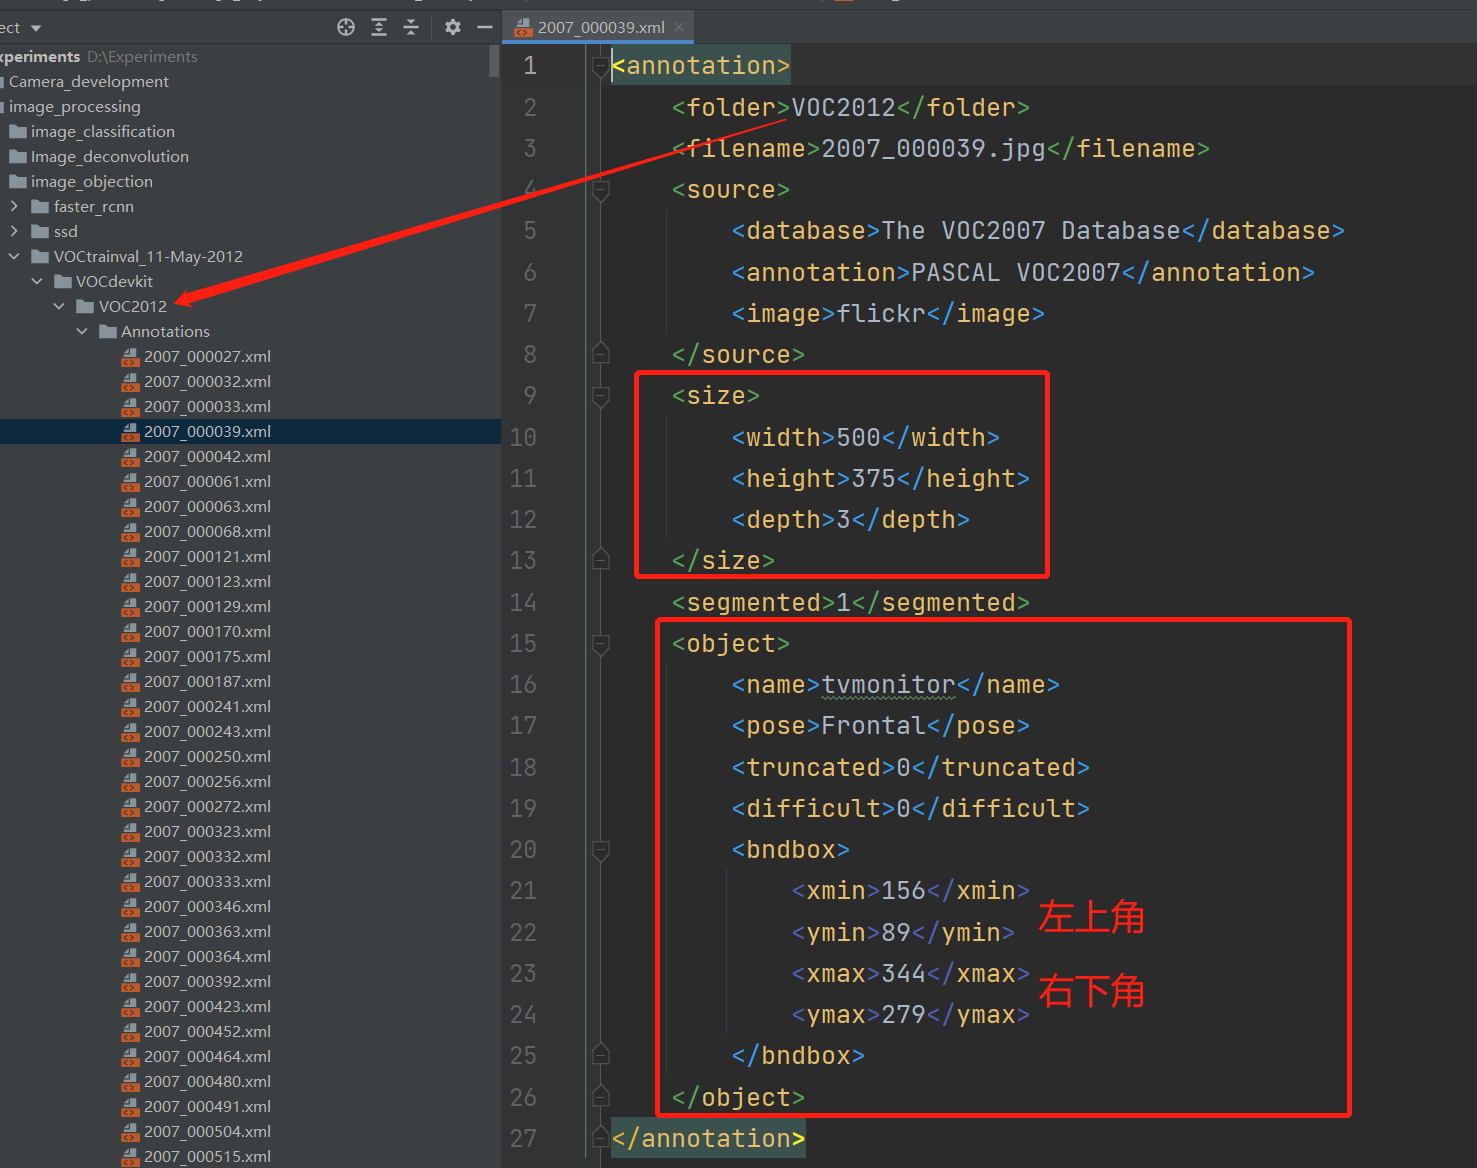 ect
xperiments D:\Experiments
Camera_development
image_processing
image_classification
Image_deconvolution
image_objection
faster_rcnn
ssd
VOCtrainval_11-May-2012
VOCdevkit
VOC2012
Annotations
2007_000027.xml
2007_000032.xml
2007_000033.xml
2007_000039.xml
2007_000042.xml
2007_000061.xml
2007_000063.xml
2007_000068.xml
2007_000121.xml
2007_000123.xml
2007_000129.xml
2007_000170.xml
2007_000175.xml
2007_000187.xml
2007_000241.xml
2007_000243.xml
2007_000250.xml
2007_000256.xml
2007_000272.xml
2007_000323.xml
2007_000332.xml
2007_000333.xml
2007_000346.xml
2007_000363.xml
2007_000364.xml
2007_000392.xml
2007_000423.xml
2007_000452.xml
2007_000464.xml
2007_000480.xml
2007_000491.xml
2007_000504.xml
2007_000515.xml
2007_000039.xml
1 <annotation>
2 <folder>VOC2012</folder>
3 <filename>2007_000039.jpg</filename>
4 <source>
5 <database>The VOC2007 Database</database>
6 <annotation>PASCAL VOC2007</annotation>
7 <image>flickr</image>
8 </source>
9 <size>
10 <width>500</width>
11 <height>375</height>
12 <depth>3</depth>
13 </size>
14 <segmented>1</segmented>
15 <object>
16 <name>tvmonitor</name>
17 <pose>Frontal</pose>
18 <truncated>0</truncated>
19 <difficult>0</difficult>
20 <bndbox>
21 <xmin>156</xmin>
左上角
22 <ymin>89</ymin>
23 <xmax>344</xmax>
右下角
24 <ymax>279</ymax>
25 </bndbox>
26 </object>
27 </annotation>